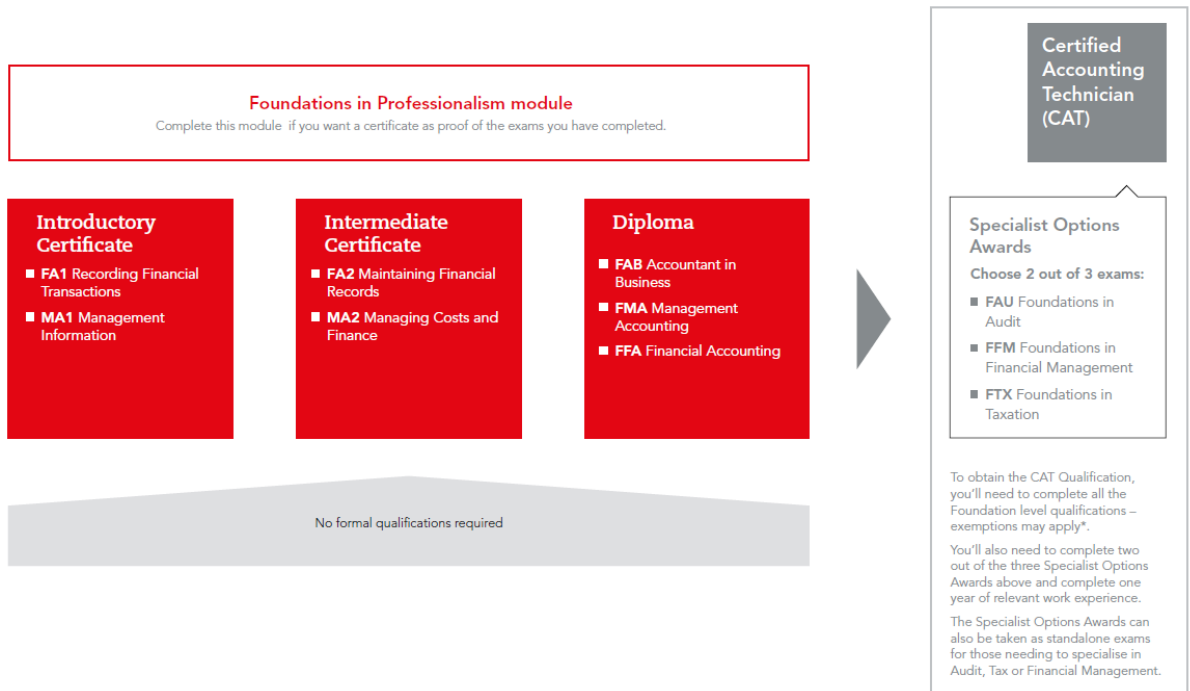 Foundations in Professionalism module
Complete this module if you want a certificate as proof of the exams you have completed.
Introductory
Certificate
FA1 Recording Financial
Transactions
MA1 Management
Information
Intermediate
Certificate
FA2 Maintaining Financial
Records
MA2 Managing Costs and
Finance
Diploma
FAB Accountant in
Business
FMA Management
Accounting
FFA Financial Accounting
No formal qualifications required
Certified
Accounting
Technician
(CAT)
Specialist Options
Awards
Choose 2 out of 3 exams:
FAU Foundations in
Audit
FFM Foundations in
Financial Management
FTX Foundations in
Taxation
To obtain the CAT Qualification,
you'll need to complete all the
Foundation level qualifications –
exemptions may apply*.
You'll also need to complete two
out of the three Specialist Options
Awards above and complete one
year of relevant work experience.
The Specialist Options Awards can
also be taken as standalone exams
for those needing to specialise in
Audit, Tax or Financial Management.